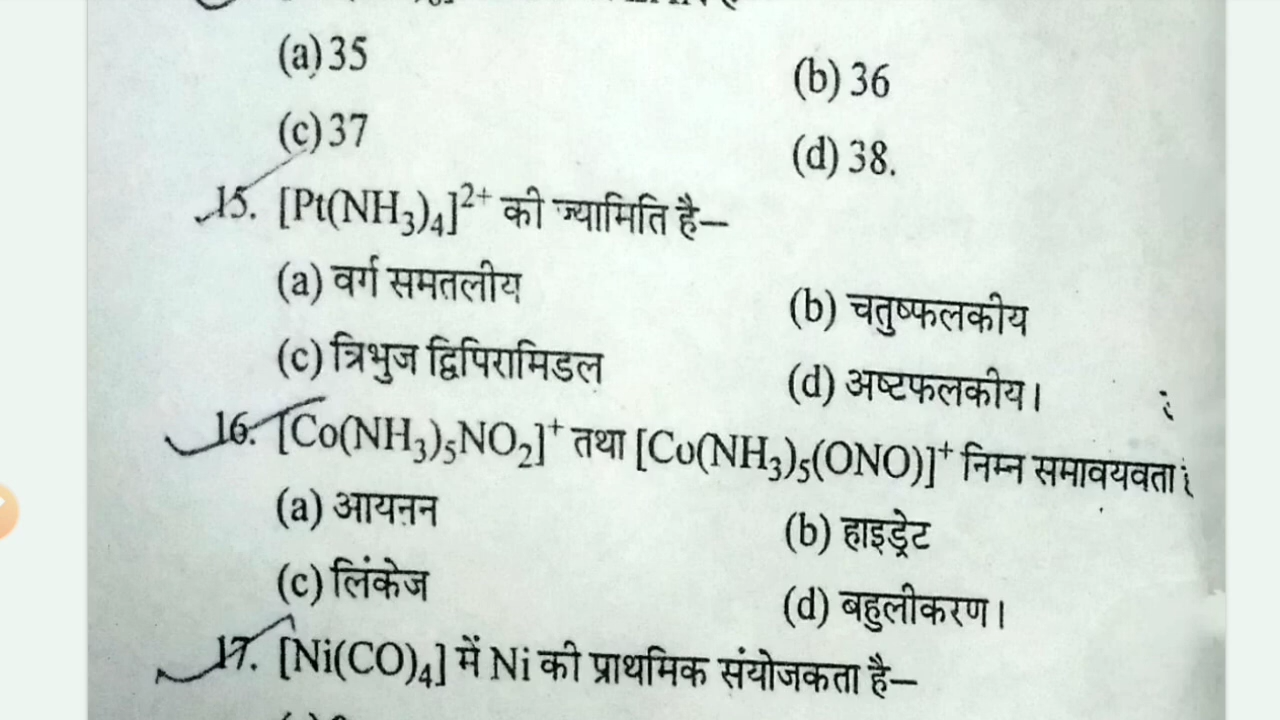 (a) 35
(b) 36
(c) 37
(d) 38.
15. [Pt(NH₃)₄]²⁺ की ज्यामिति है—
(a) वर्ग समतलीय
(b) चतुष्फलकीय
(c) त्रिभुज द्विपिरामिडल
(d) अष्टफलकीय।
16. [Co(NH₃)₅NO₂]⁺ तथा [Co(NH₃)₅(ONO)]⁺ निम्न समावयवता
(a) आयनन
(b) हाइड्रेट
(c) लिंकेज
(d) बहुलीकरण।
17. [Ni(CO)₄] में Ni की प्राथमिक संयोजकता है—